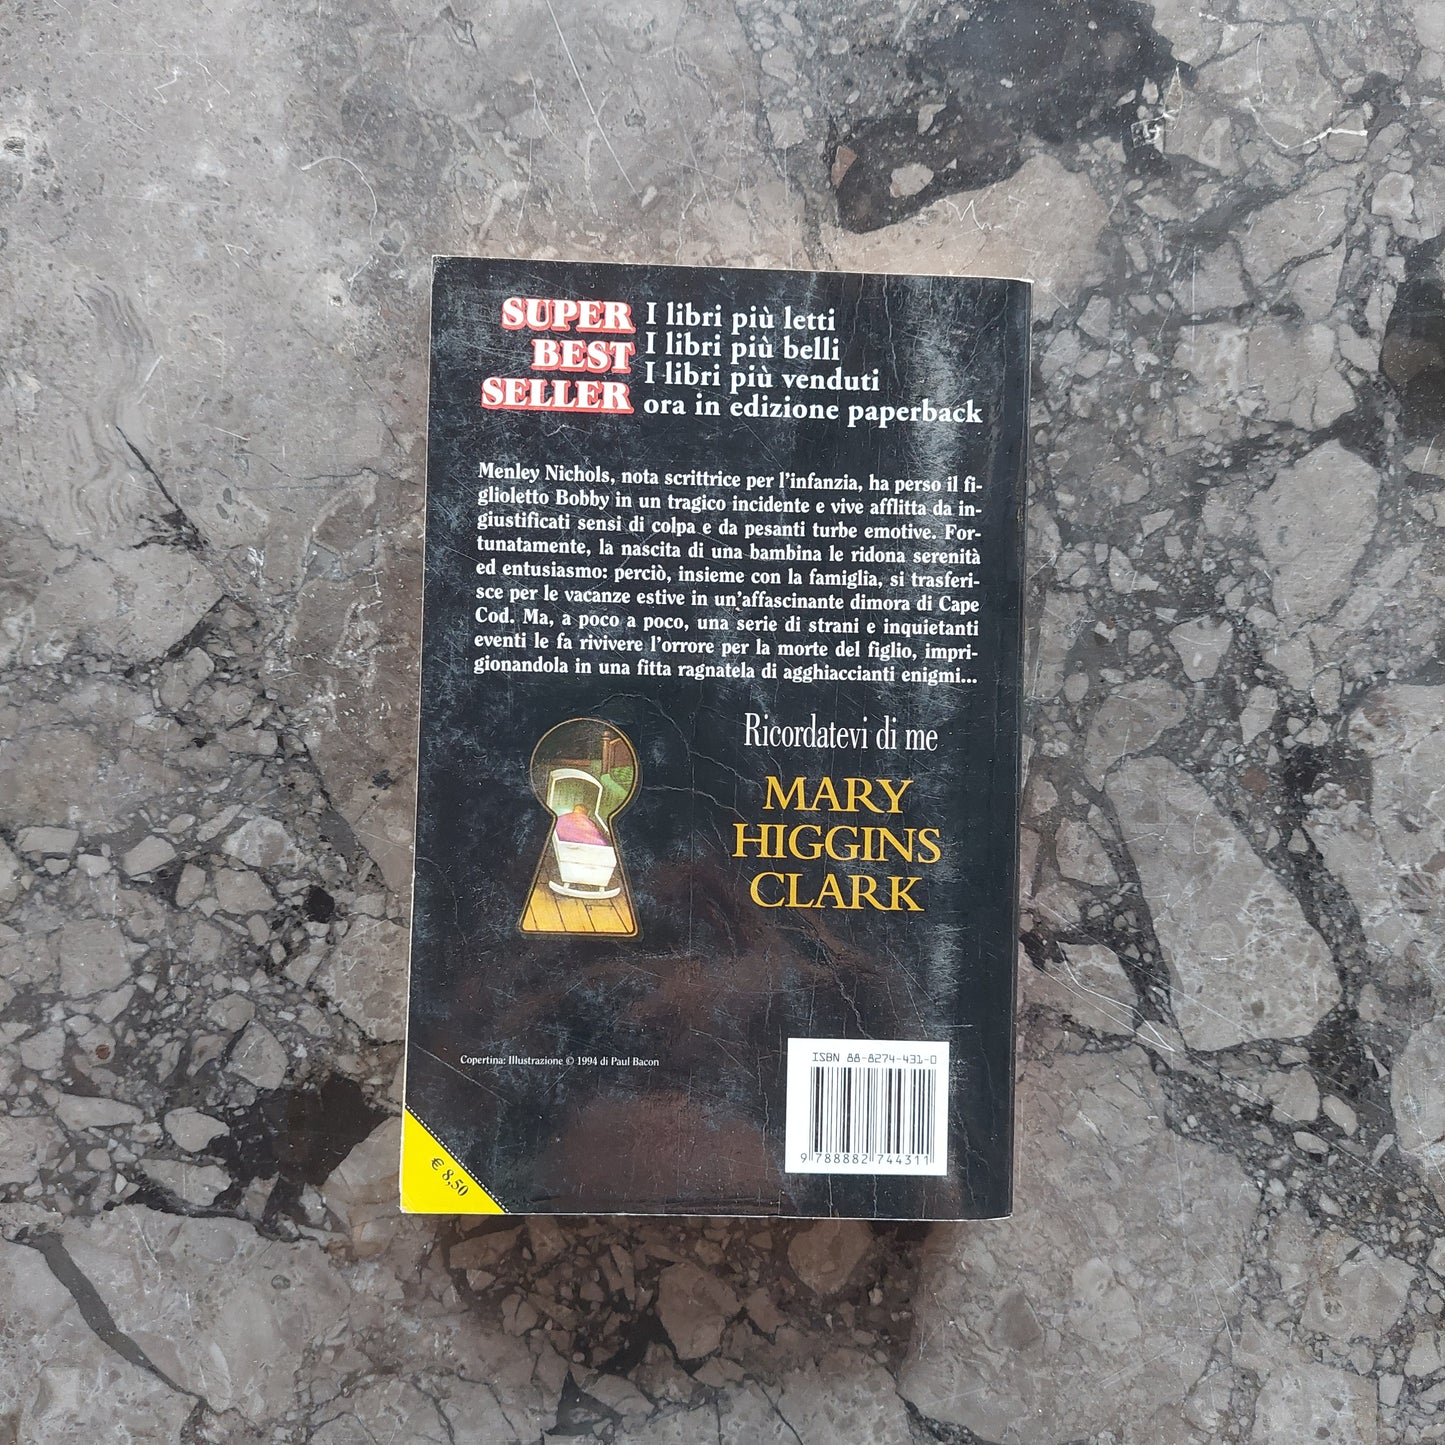 SUPER
BEST
SELLER
I libri più letti
I libri più belli
I libri più venduti
ora in edizione paperback
Menley Nichols, nota scrittrice per l'infanzia, ha perso il fi-
glioletto Bobby in un tragico incidente e vive afflitta da in-
giustificati sensi di colpa e da pesanti turbe emotive. For-
tunatamente, la nascita di una bambina le ridona serenità
ed entusiasmo: perciò, insieme con la famiglia, si trasferi-
sce per le vacanze estive in un'affascinante dimora di Cape
Cod. Ma, a poco a poco, una serie di strani e inquietanti
eventi le fa rivivere l'orrore per la morte del figlio, impri-
gionandola in una fitta ragnatela di agghiaccianti enigmi...
Ricordatevi di me
MARY
HIGGINS
CLARK
Copertina: Illustrazione © 1994 di Paul Bacon
ISBN 88-8274-431-0
9 788882 744311
€ 8,50